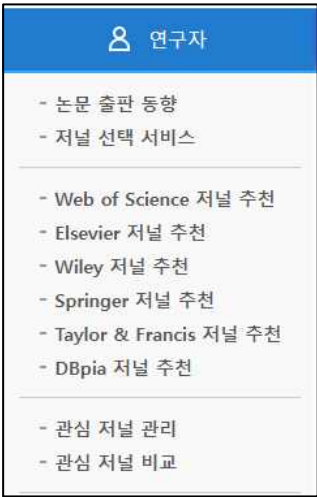 연구자
- 논문 출판 동향
- 저널 선택 서비스
- Web of Science 저널 추천
- Elsevier 저널 추천
- Wiley 저널 추천
- Springer 저널 추천
- Taylor & Francis 저널 추천
- DBpia 저널 추천
- 관심 저널 관리
- 관심 저널 비교